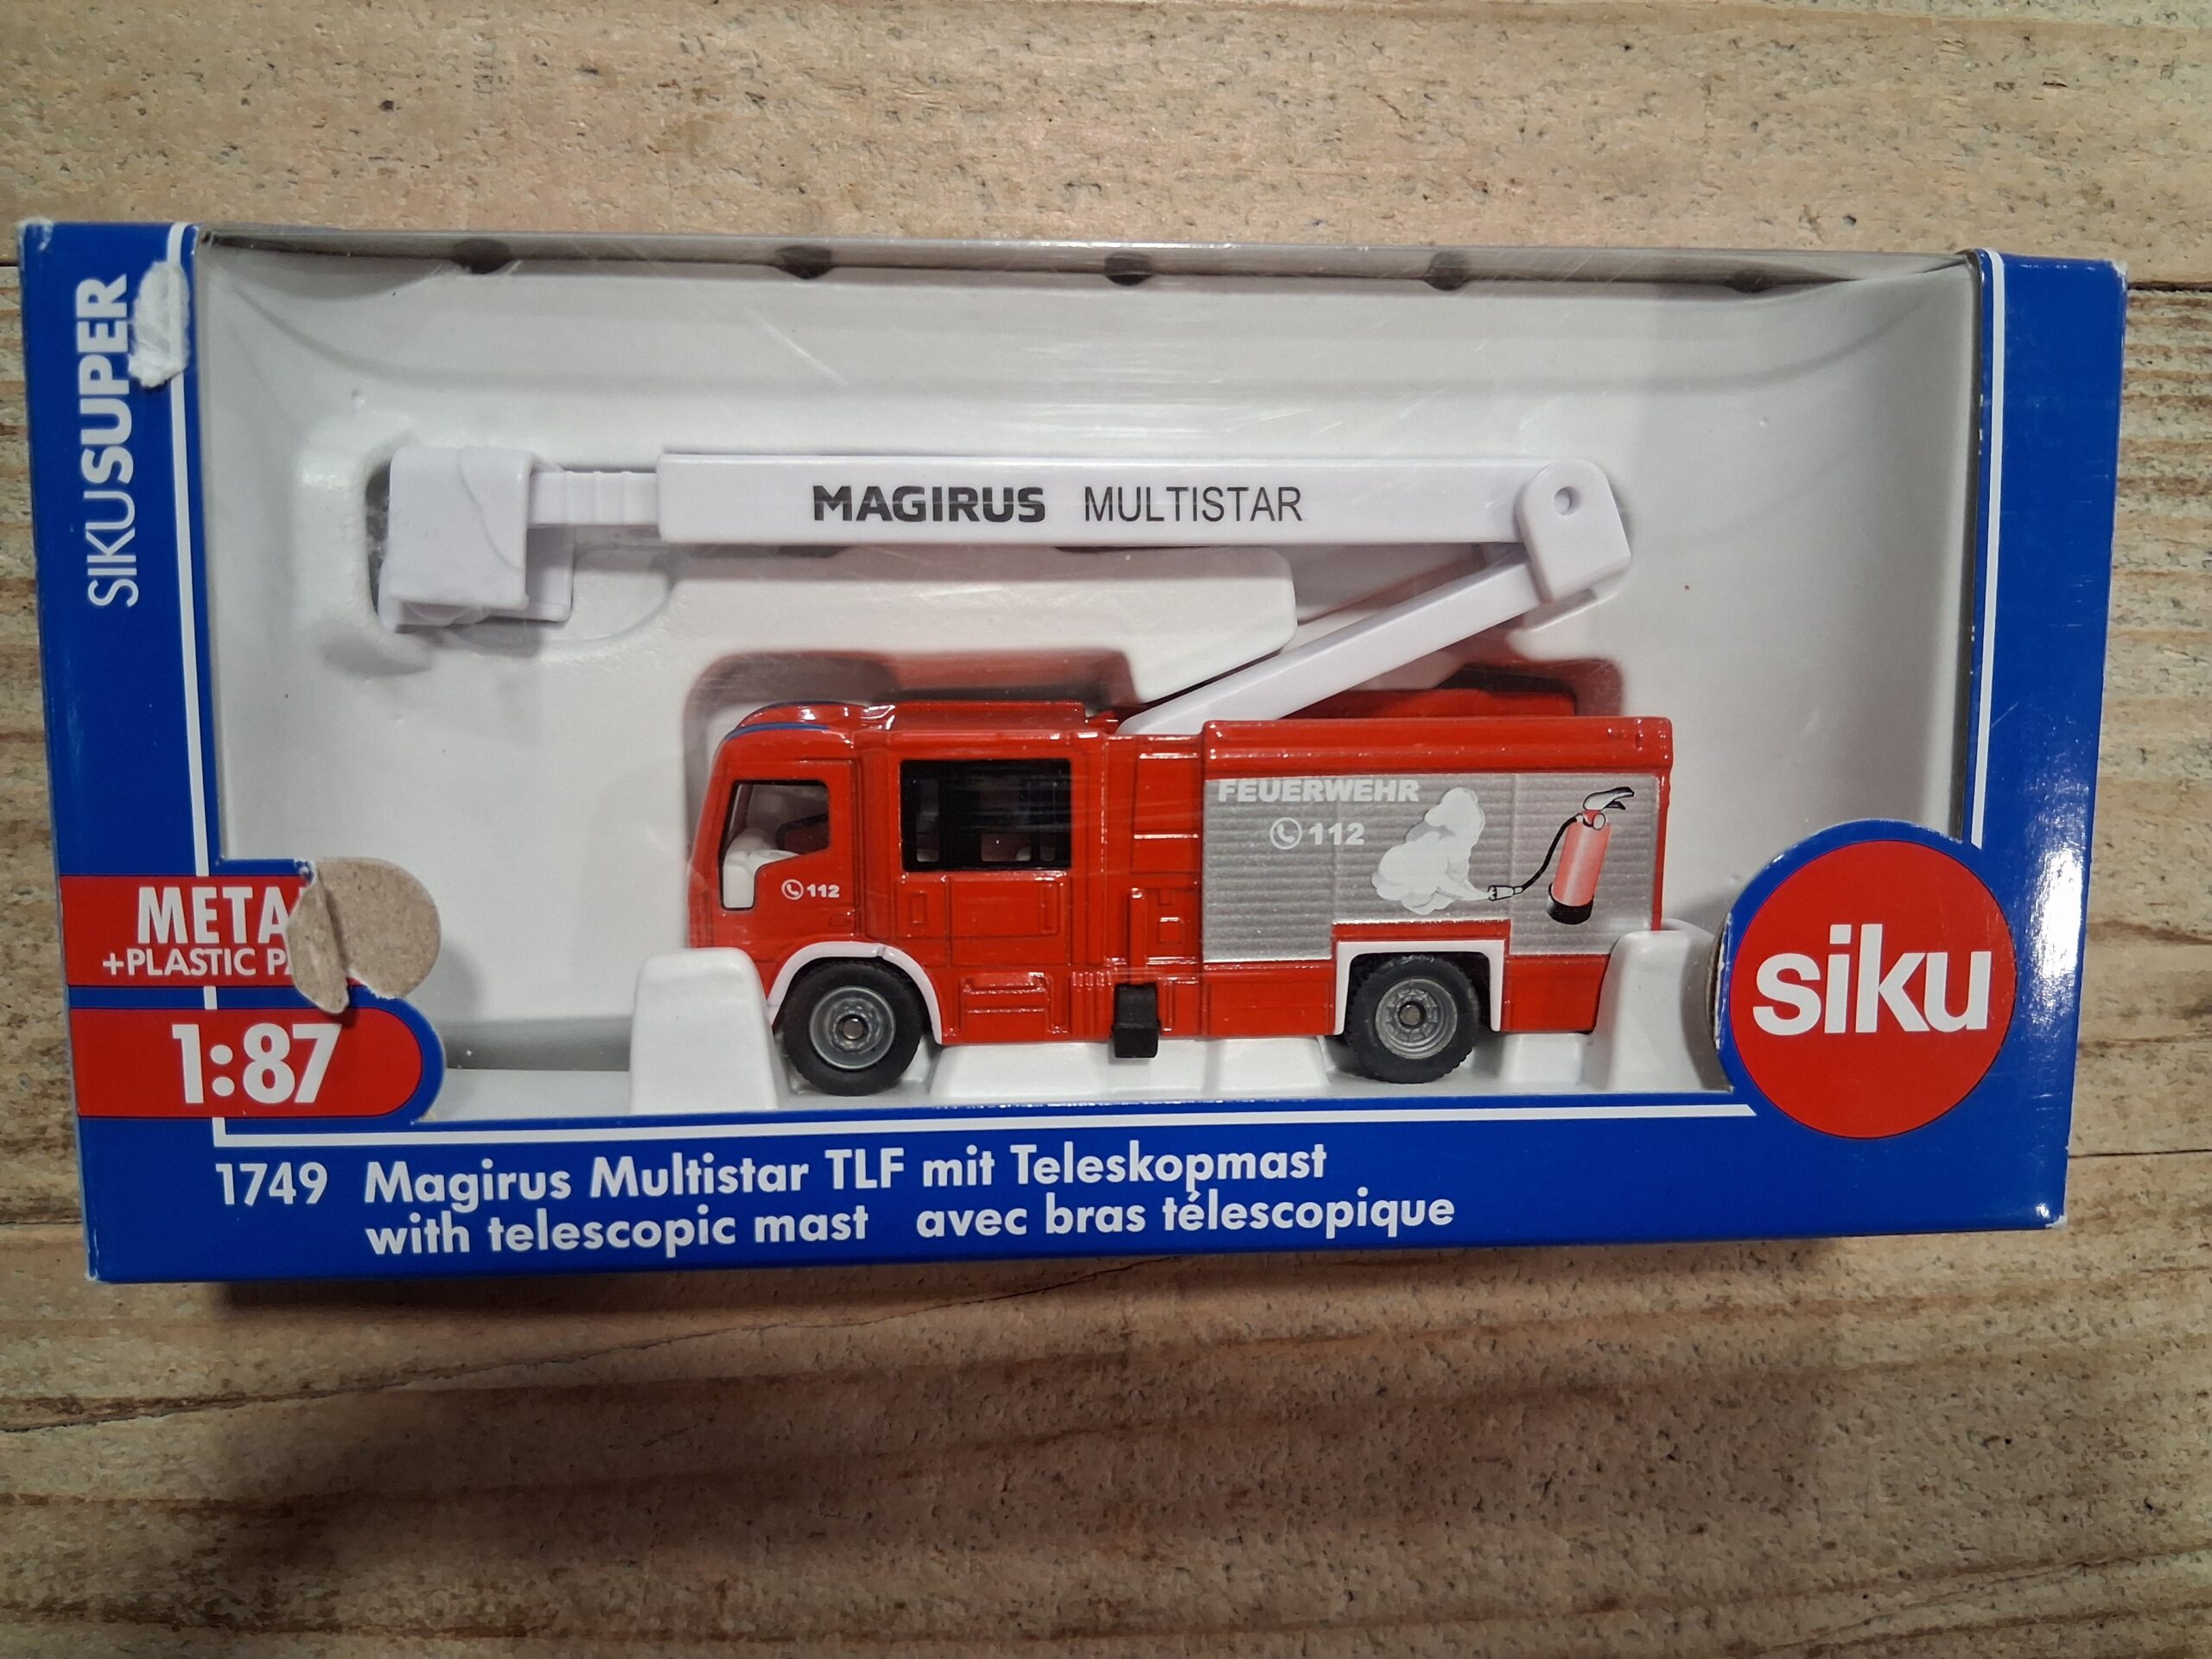 SIKUSUPER
MAGIRUS MULTISTAR
FEUERWEHR
112
112
META
+PLASTIC
1:87
siku
1749 Magirus Multistar TLF mit Teleskopmast
with telescopic mast avec bras télescopique